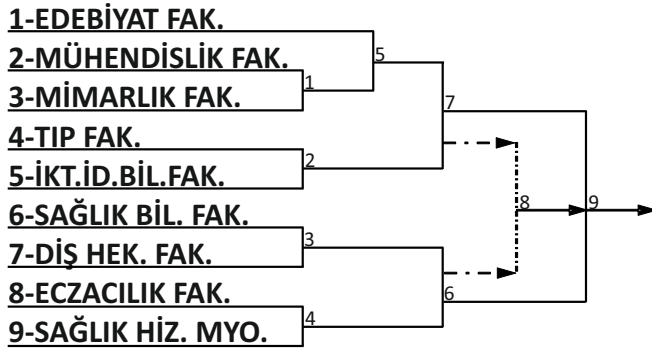 1-EDEBİYAT FAK.
2-MÜHENDİSLİK FAK.
3-MİMARLIK FAK.
4-TIP FAK.
5-İKT.İD.BİL.FAK.
6-SAĞLIK BİL. FAK.
7-DİŞ HEK. FAK.
8-ECZACILIK FAK.
9-SAĞLIK HİZ. MYO.
1
2
3
4
5
6
7
8
9